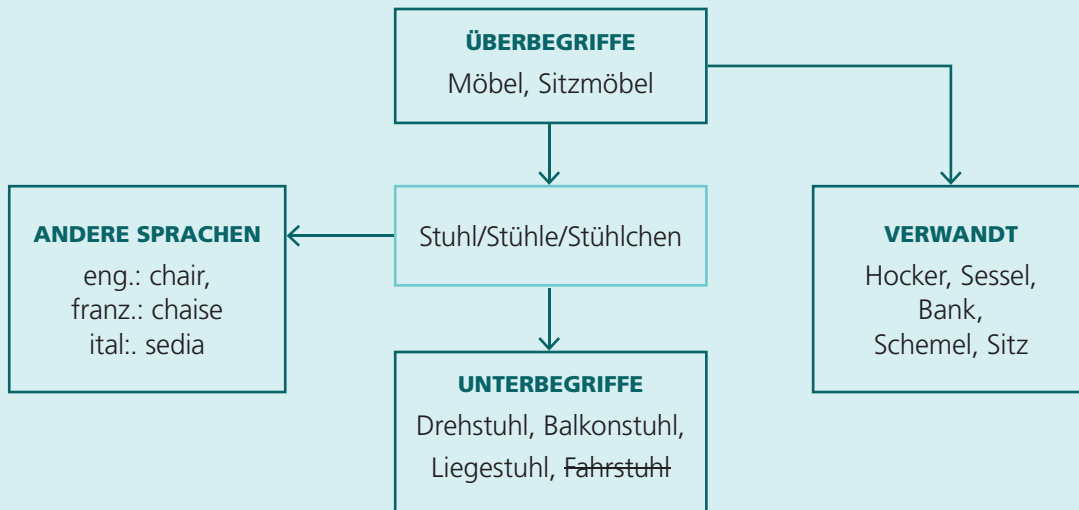 ÜBERBEGRIFFE
Möbel, Sitzmöbel
ANDERE SPRACHEN
eng.: chair,
franz.: chaise
ital:. sedia
Stuhl/Stühle/Stühlchen
VERWANDT
Hocker, Sessel,
Bank,
Schemel, Sitz
UNTERBEGRIFFE
Drehstuhl, Balkonstuhl,
Liegestuhl, Fahrstuhl